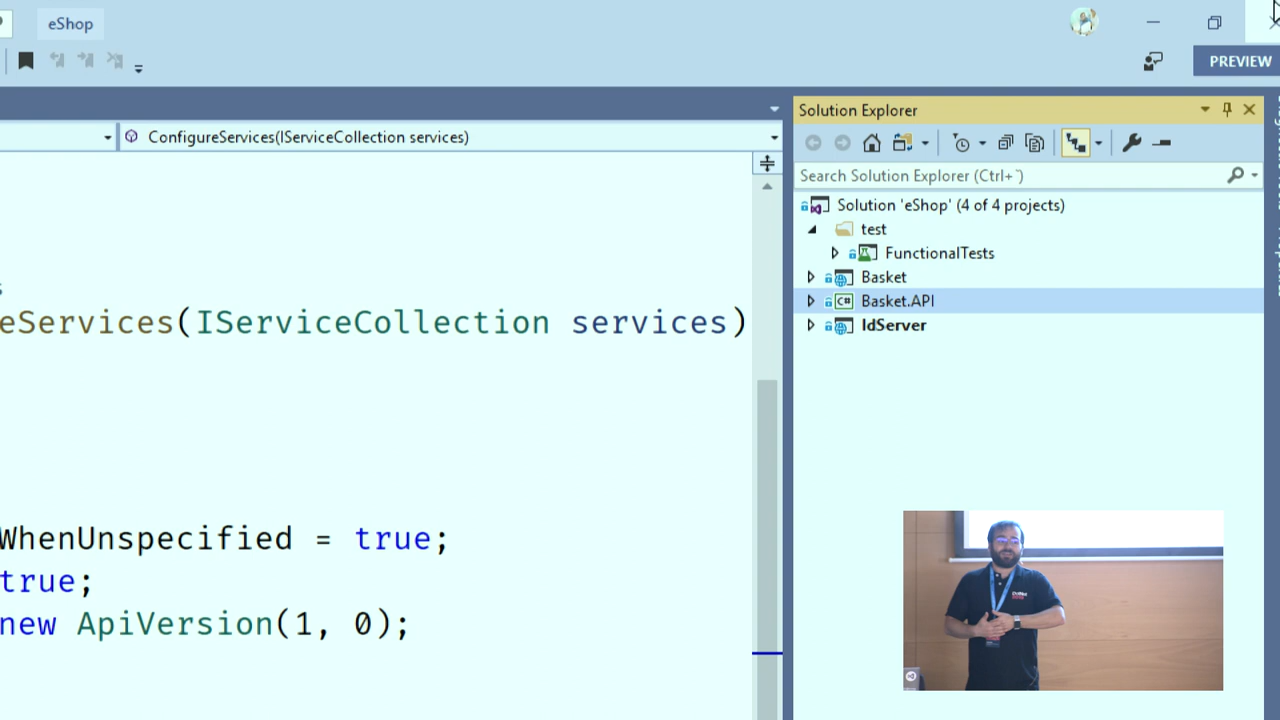 eShop
PREVIEW
ConfigureServices(IServiceCollection services)
Solution Explorer
Search Solution Explorer (Ctrl+¨)
Solution 'eShop' (4 of 4 projects)
test
FunctionalTests
Basket
C# Basket.API
IdServer
eServices(IServiceCollection services)
WhenUnspecified = true;
true;
new ApiVersion(1, 0);